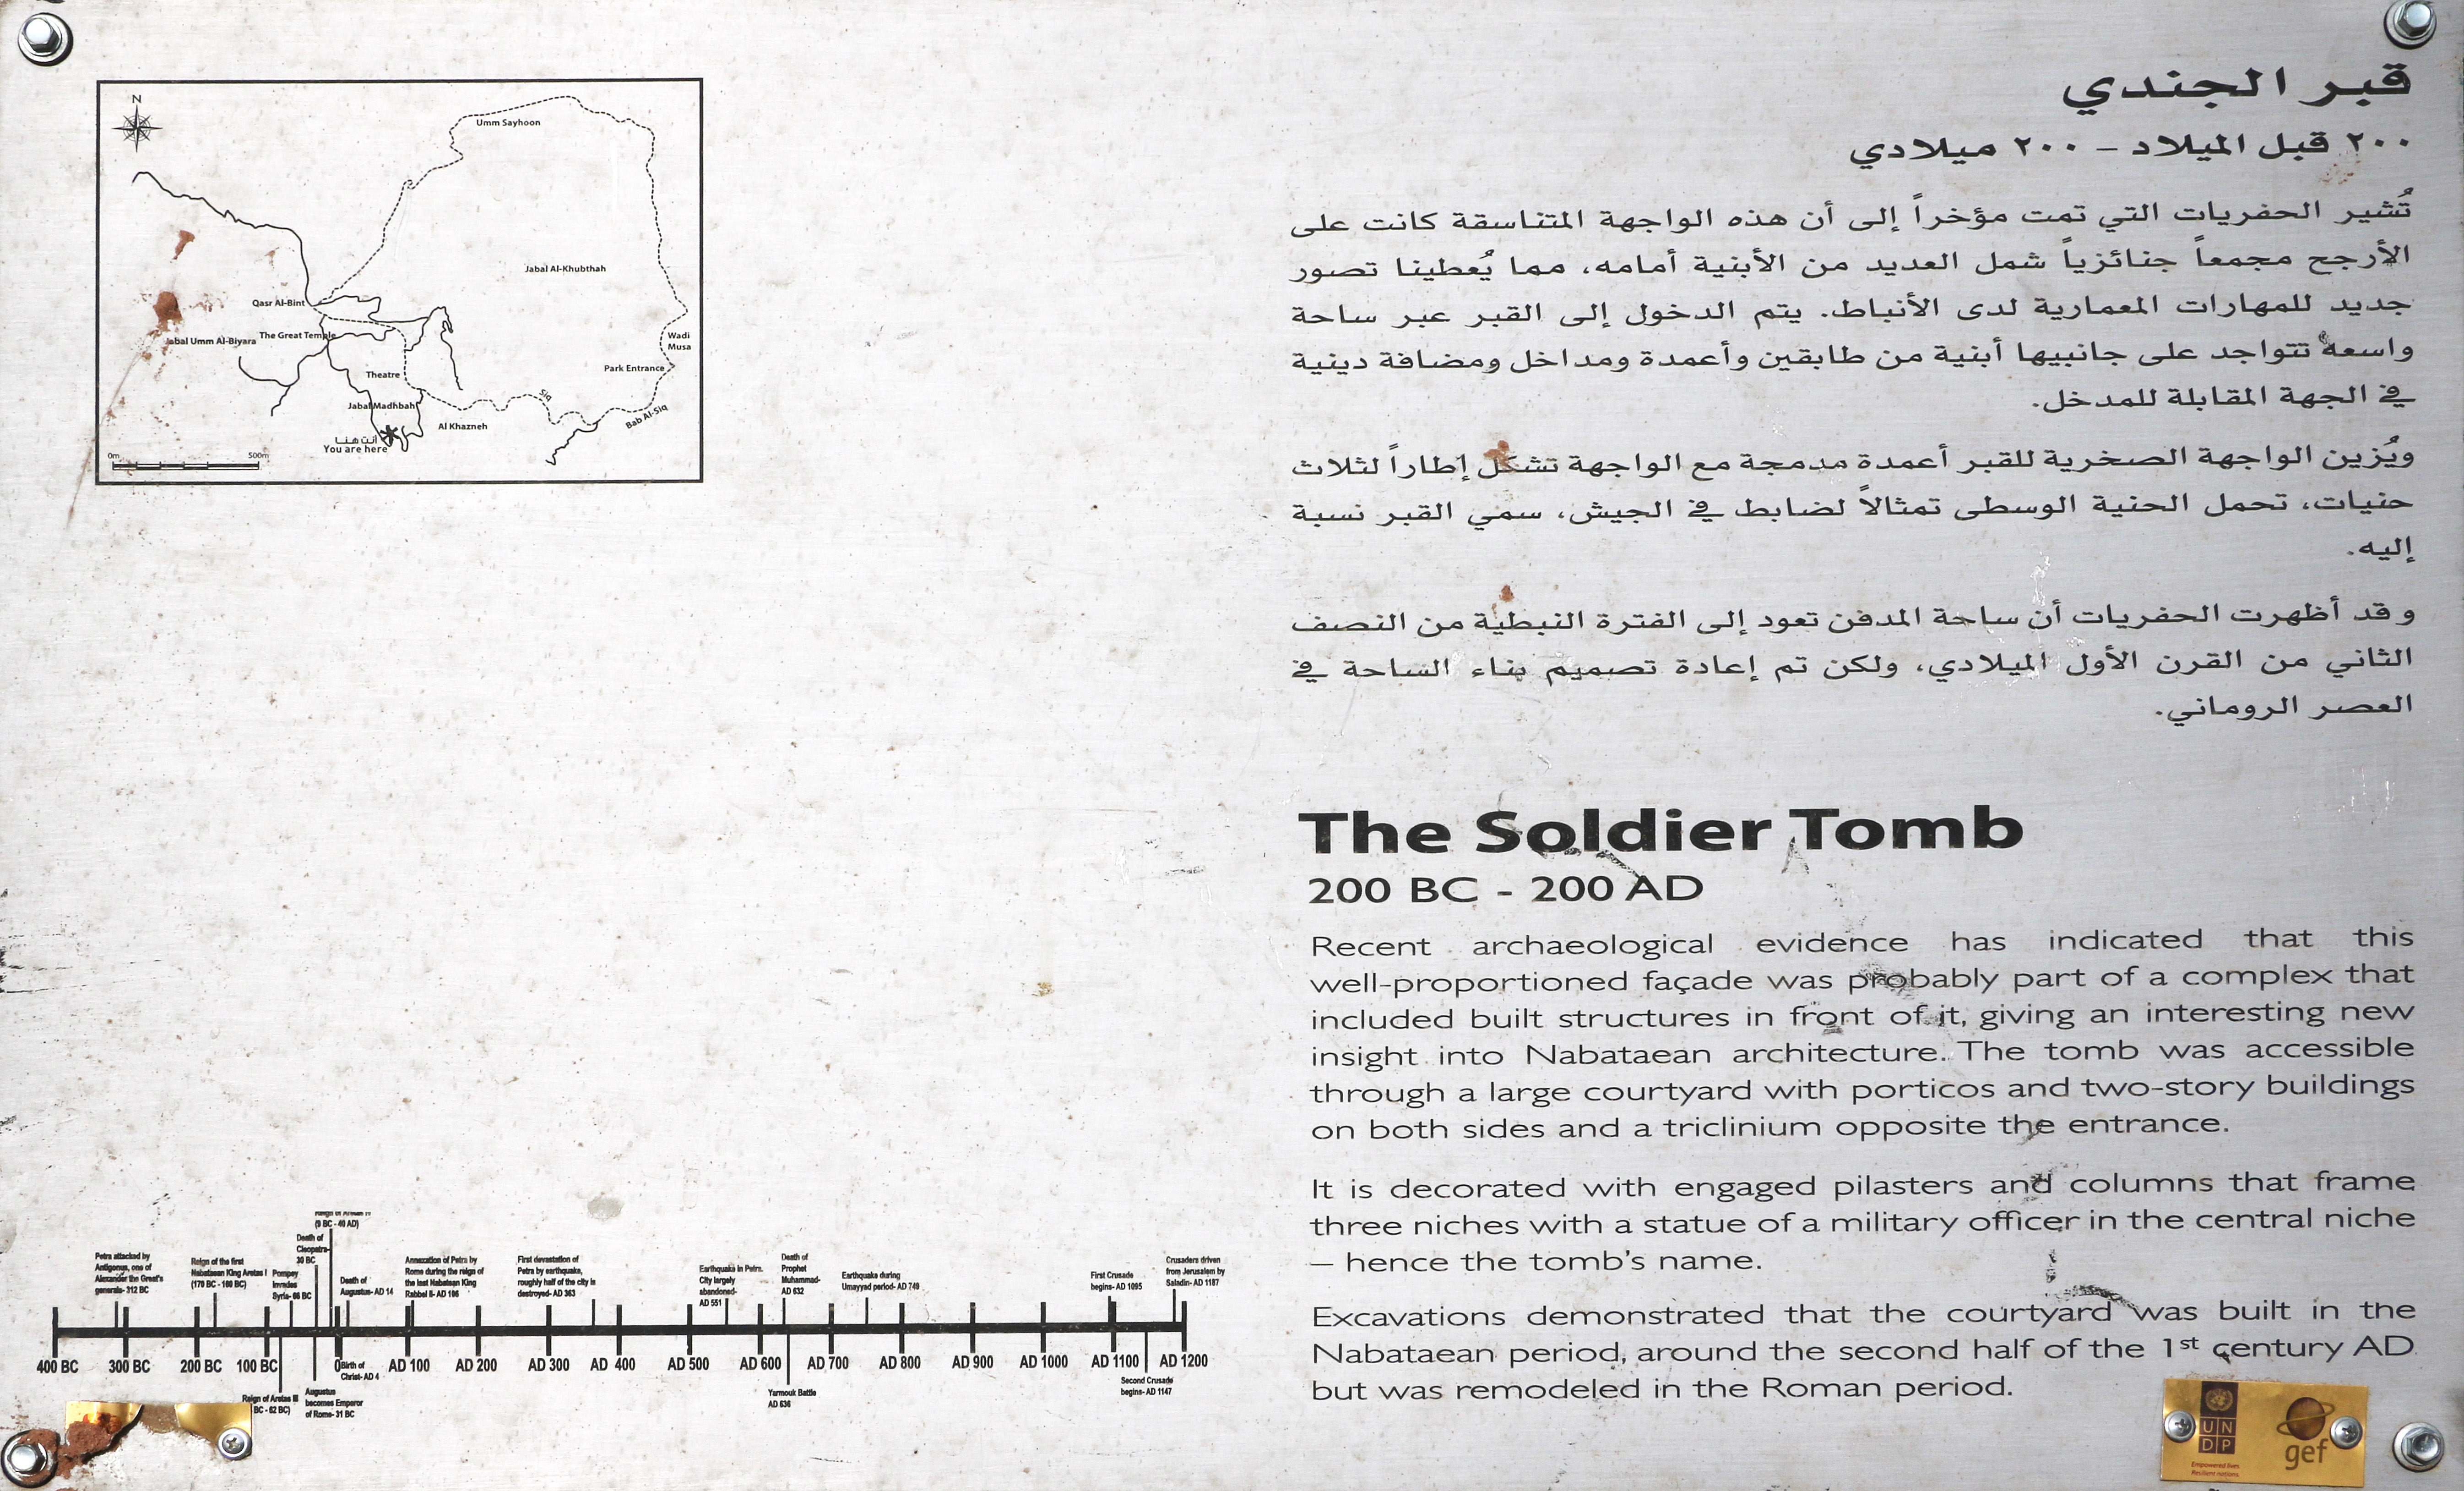 قبر الجندي
٢٠٠ قبل الميلاد - ٢٠٠ ميلادي
تُشير الحفريات التي تمت مؤخراً إلى أن هذه الواجهة المتناسقة كانت على
الأرجح مجمعاً جنائزياً شمل العديد من الأبنية أمامه، مما يُعطينا تصور
جديد للمهارات المعمارية لدى الأنباط. يتم الدخول إلى القبر عبر ساحة
واسعه تتواجد على جانبيها أبنية من طابقين وأعمدة ومداخل ومضافة دينية
في الجهة المقابلة للمدخل.
ويُزين الواجهة الصخرية للقبر أعمدة مدمجة مع الواجهة تشكل إطاراً لثلاث
حنيات، تحمل الحنية الوسطى تمثالاً لضابط في الجيش، سمي القبر نسبة
إليه.
و قد أظهرت الحفريات أن ساحة المدفن تعود إلى الفترة النبطية من النصف
الثاني من القرن الأول الميلادي، ولكن تم إعادة تصميم بناء الساحة في
العصر الروماني.
The Soldier Tomb
200 BC - 200 AD
Recent archaeological evidence has indicated that this
well-proportioned façade was probably part of a complex that
included built structures in front of it, giving an interesting new
insight into Nabataean architecture. The tomb was accessible
through a large courtyard with porticos and two-story buildings
on both sides and a triclinium opposite the entrance.
It is decorated with engaged pilasters and columns that frame
three niches with a statue of a military officer in the central niche
– hence the tomb's name.
Excavations demonstrated that the courtyard was built in the
Nabataean period, around the second half of the 1st century AD
but was remodeled in the Roman period.
N
Umm Sayhoon
Jabal Al-Khubthah
Qasr Al-Bint
The Great Temple
Jabal Umm Al-Biyara
Wadi
Musa
Park Entrance
Theatre
Siq
Jabal Madhbah
Bab Al-Siq
Al Khazneh
أنت هنا
You are here
0m
500m
Petra attacked by
Antigonus, one of
Alexander the Great's
generals- 312 BC
Reign of the first
Nabataean King Aretas I
(170 BC - 160 BC)
Pompey
invades
Syria- 66 BC
Death of
Cleopatra-
30 BC
(9 BC - 40 AD)
Death of
Augustus- AD 14
Annexation of Petra by
Rome during the reign of
the last Nabatean King
Rabbel II- AD 106
First devastation of
Petra by earthquake,
roughly half of the city is
destroyed- AD 363
Earthquake in Petra.
City largely
abandoned-
AD 551
Death of
Prophet
Muhammad-
AD 632
Earthquake during
Umayyad period- AD 749
First Crusade
begins- AD 1095
Crusaders driven
from Jerusalem by
Saladin- AD 1187
400 BC
300 BC
200 BC
100 BC
0
AD 100
AD 200
AD 300
AD 400
AD 500
AD 600
AD 700
AD 800
AD 900
AD 1000
AD 1100
AD 1200
Birth of
Christ- AD 4
Reign of Aretas III
BC - 62 BC)
Augustus
becomes Emperor
of Rome- 31 BC
Yarmouk Battle
AD 636
Second Crusade
begins- AD 1147
UN
DP
Empowered lives
Resilient nations
gef